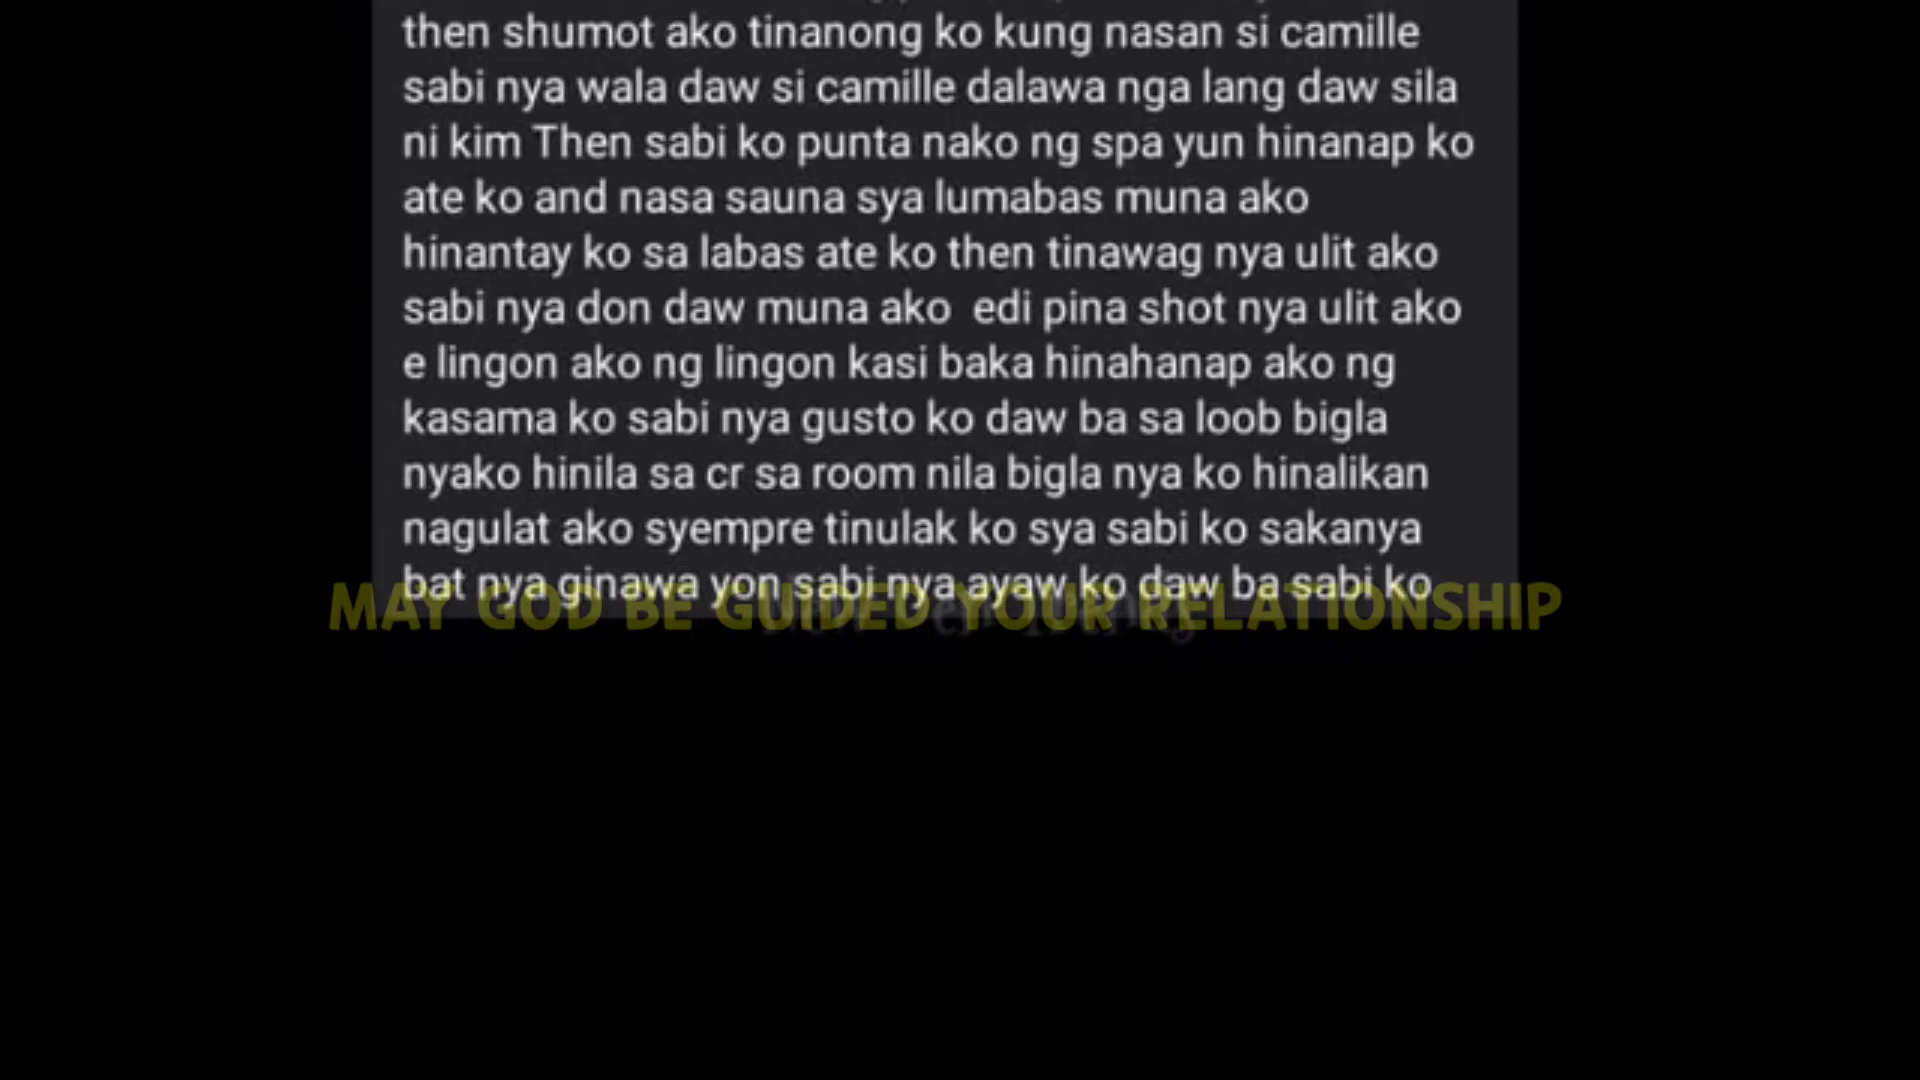 then shumot ako tinanong ko kung nasan si camille
sabi nya wala daw si camille dalawa nga lang daw sila
ni kim Then sabi ko punta nako ng spa yun hinanap ko
ate ko and nasa sauna sya lumabas muna ako
hinantay ko sa labas ate ko then tinawag nya ulit ako
sabi nya don daw muna ako  edi pina shot nya ulit ako
e lingon ako ng lingon kasi baka hinahanap ako ng
kasama ko sabi nya gusto ko daw ba sa loob bigla
nyako hinila sa cr sa room nila bigla nya ko hinalikan
nagulat ako syempre tinulak ko sya sabi ko sakanya
bat nya ginawa yon sabi nya ayaw ko daw ba sabi ko
MAY GOD BE GUIDED YOUR RELATIONSHIP